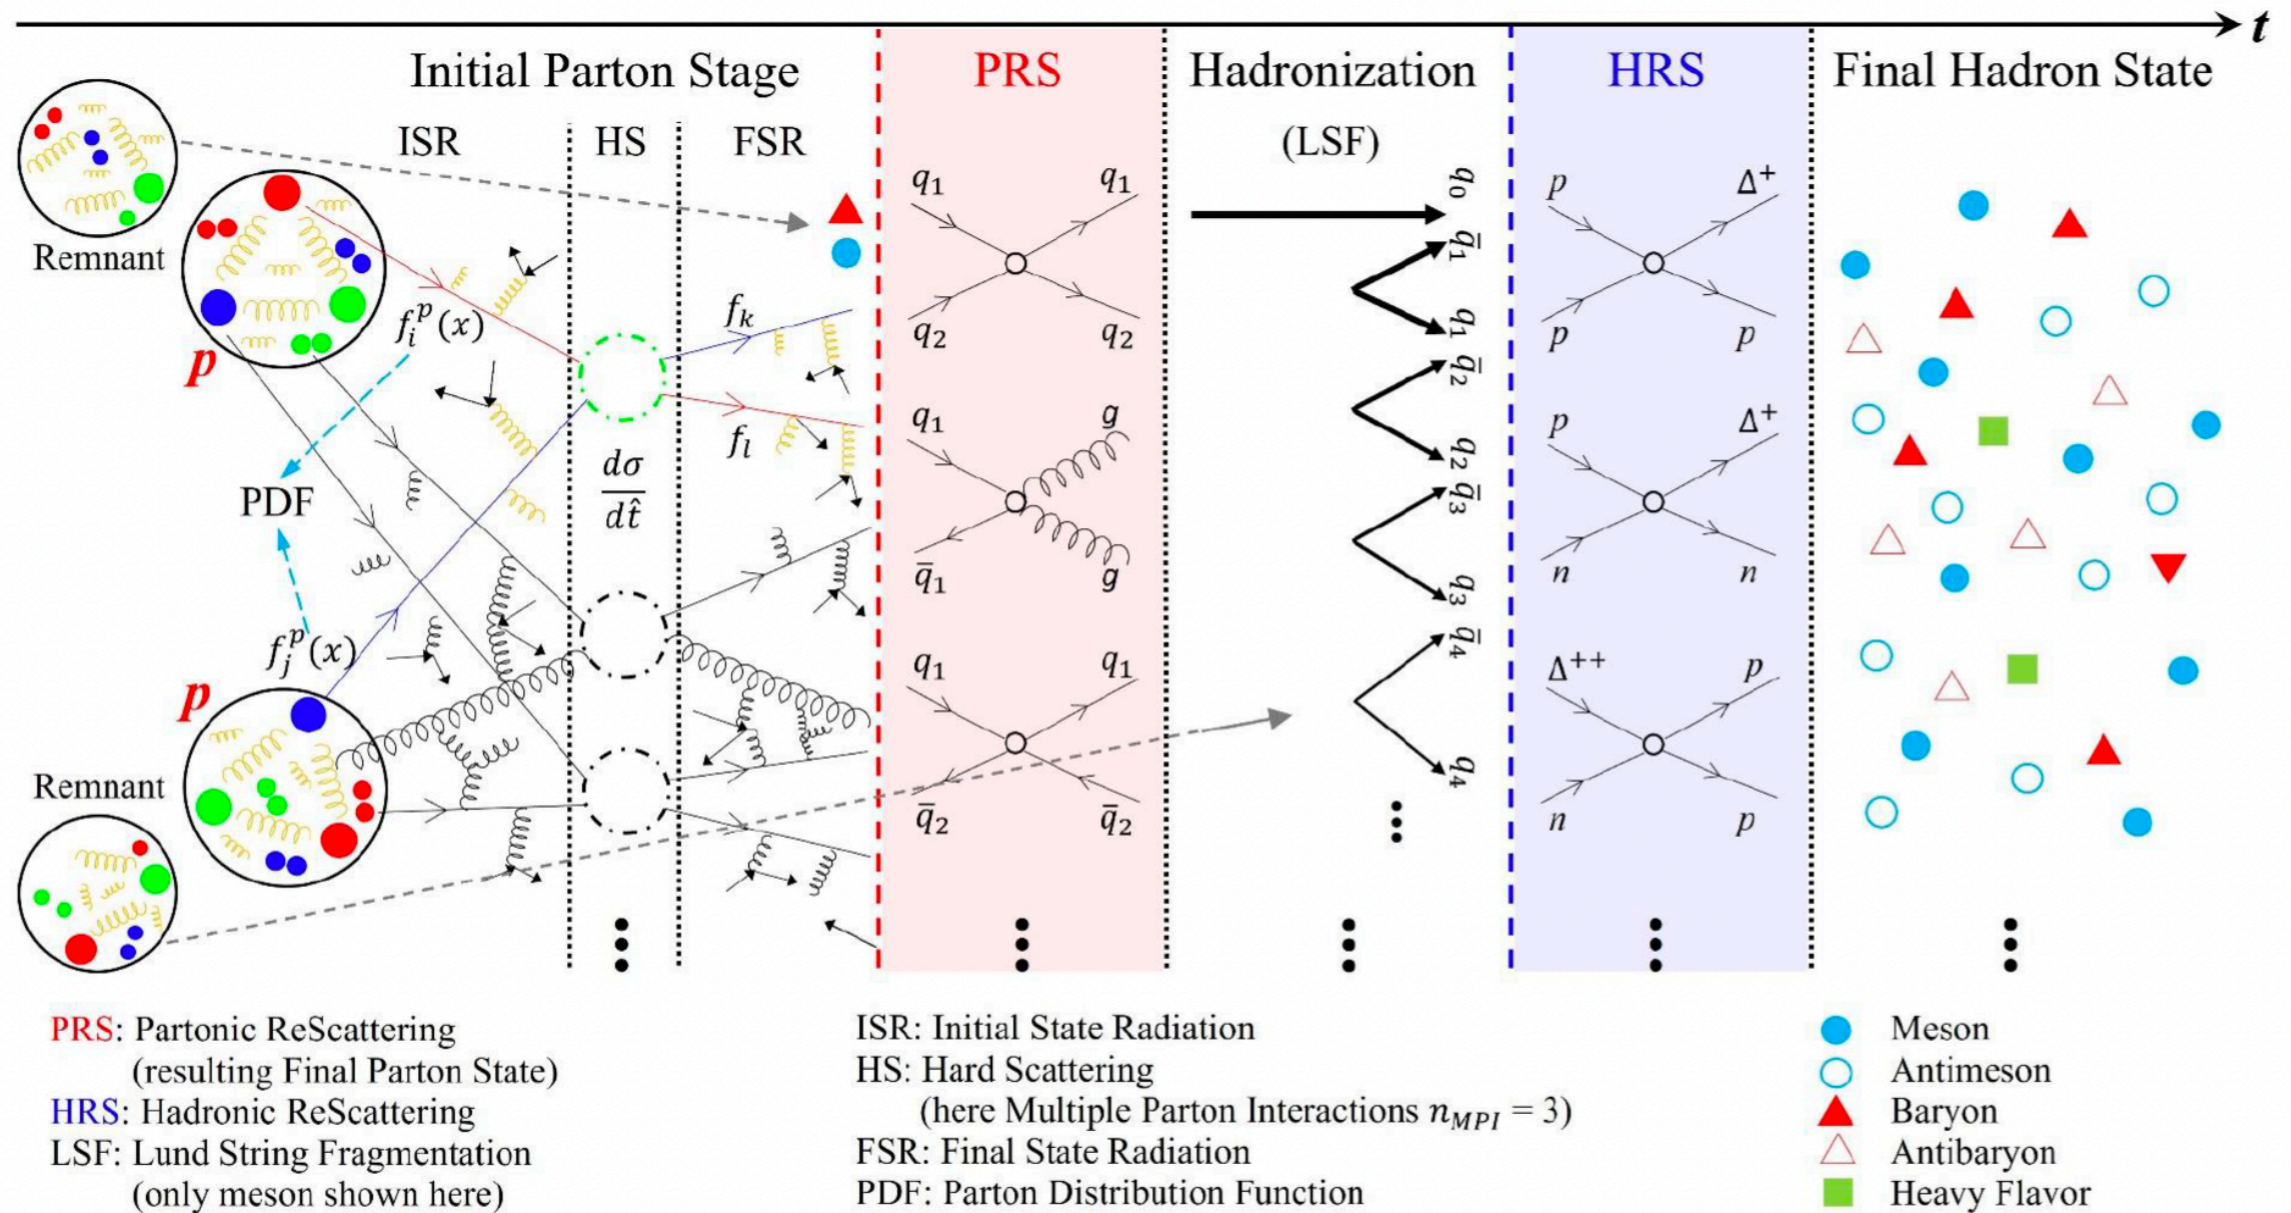 t
Initial Parton Stage
PRS
Hadronization
HRS
Final Hadron State
ISR
HS
FSR
(LSF)
Remnant
p
f_i^p(x)
PDF
f_j^p(x)
p
Remnant
f_k
f_l
dσ/dt̂
q₁ q₁
q₂ q₂
q₁ g
q̄₁ g
q₁ q₁
q̄₂ q̄₂
q₀
q̄₁
q₁
q̄₂
q₂
q̄₃
q₃
q̄₄
q₄
p Δ⁺
p p
p Δ⁺
n n
Δ⁺⁺ p
n p
PRS: Partonic ReScattering
(resulting Final Parton State)
HRS: Hadronic ReScattering
LSF: Lund String Fragmentation
(only meson shown here)
ISR: Initial State Radiation
HS: Hard Scattering
(here Multiple Parton Interactions n_MPI = 3)
FSR: Final State Radiation
PDF: Parton Distribution Function
Meson
Antimeson
Baryon
Antibaryon
Heavy Flavor